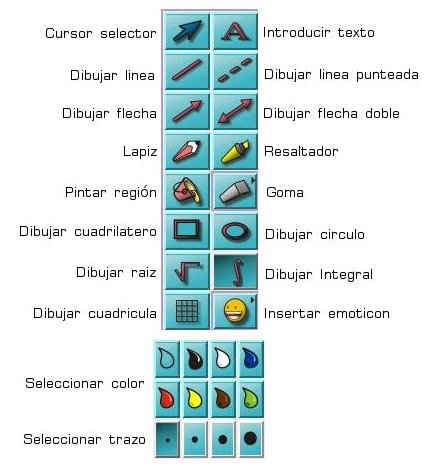 Cursor selector
Introducir texto
Dibujar linea
Dibujar linea punteada
Dibujar flecha
Dibujar flecha doble
Lapiz
Resaltador
Pintar región
Goma
Dibujar cuadrilatero
Dibujar circulo
Dibujar raiz
Dibujar Integral
Dibujar cuadricula
Insertar emoticon
Seleccionar color
Seleccionar trazo